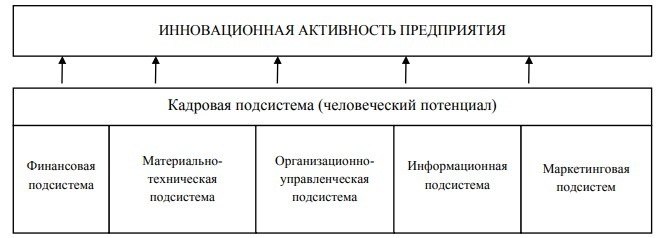 ИННОВАЦИОННАЯ АКТИВНОСТЬ ПРЕДПРИЯТИЯ
Кадровая подсистема (человеческий потенциал)
Финансовая
подсистема
Материально-
техническая
подсистема
Организационно-
управленческая
подсистема
Информационная
подсистема
Маркетинговая
подсистем